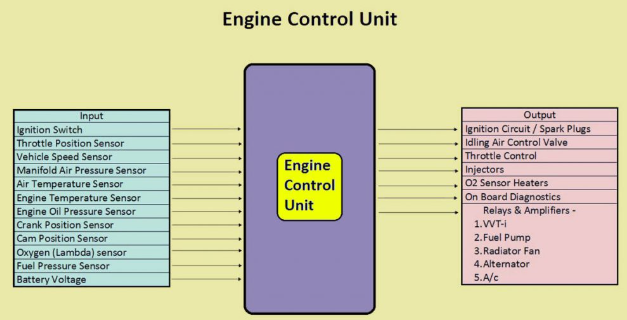 Engine Control Unit
Input
Ignition Switch
Throttle Position Sensor
Vehicle Speed Sensor
Manifold Air Pressure Sensor
Air Temperature Sensor
Engine Temperature Sensor
Engine Oil Pressure Sensor
Crank Position Sensor
Cam Position Sensor
Oxygen (Lambda) sensor
Fuel Pressure Sensor
Battery Voltage
Engine
Control
Unit
Output
Ignition Circuit / Spark Plugs
Idling Air Control Valve
Throttle Control
Injectors
O2 Sensor Heaters
On Board Diagnostics
Relays & Amplifiers -
1.VVT-i
2.Fuel Pump
3.Radiator Fan
4.Alternator
5.A/c